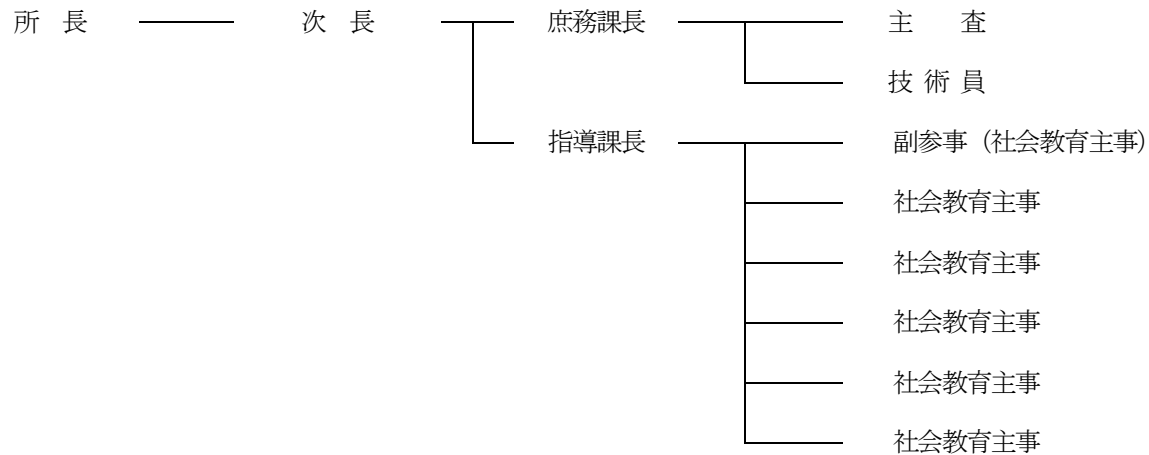 所 長 次 長 庶務課長 主 査
技 術 員
指導課長 副参事（社会教育主事）
社会教育主事
社会教育主事
社会教育主事
社会教育主事
社会教育主事